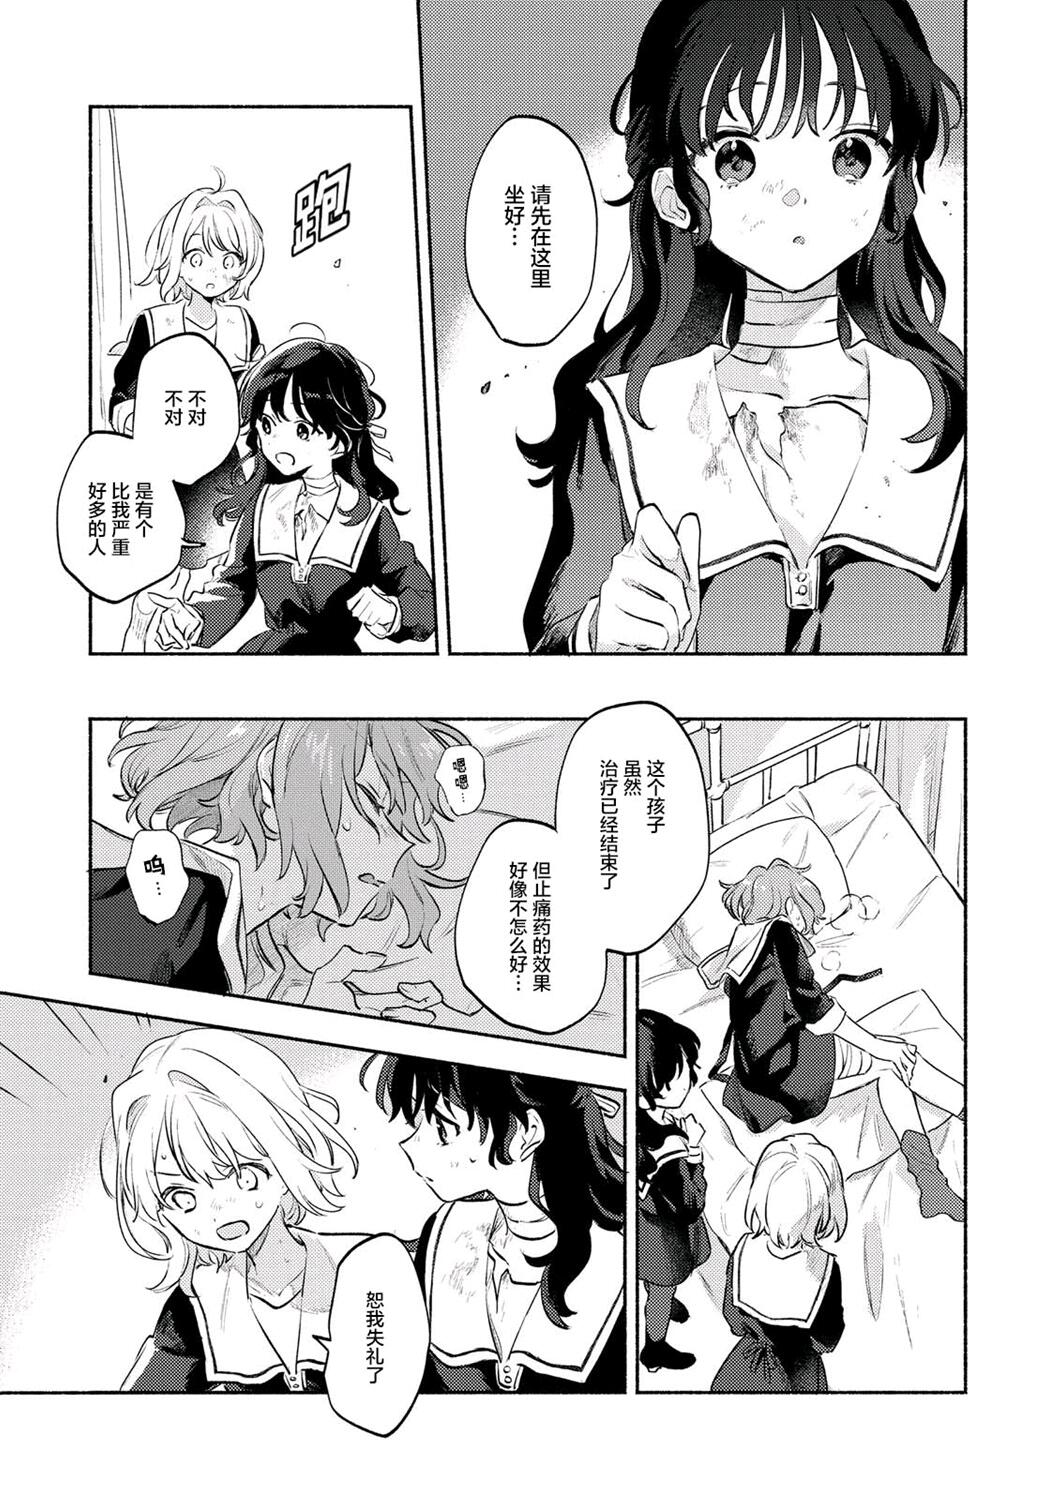 请先在这里
坐好…
跑
不对
不对
是有个
比我严重
好多的人
这个孩子
虽然
治疗已经结束了
但止痛药的效果
好像不怎么好…
嗯嗯…
呜
恕我失礼了